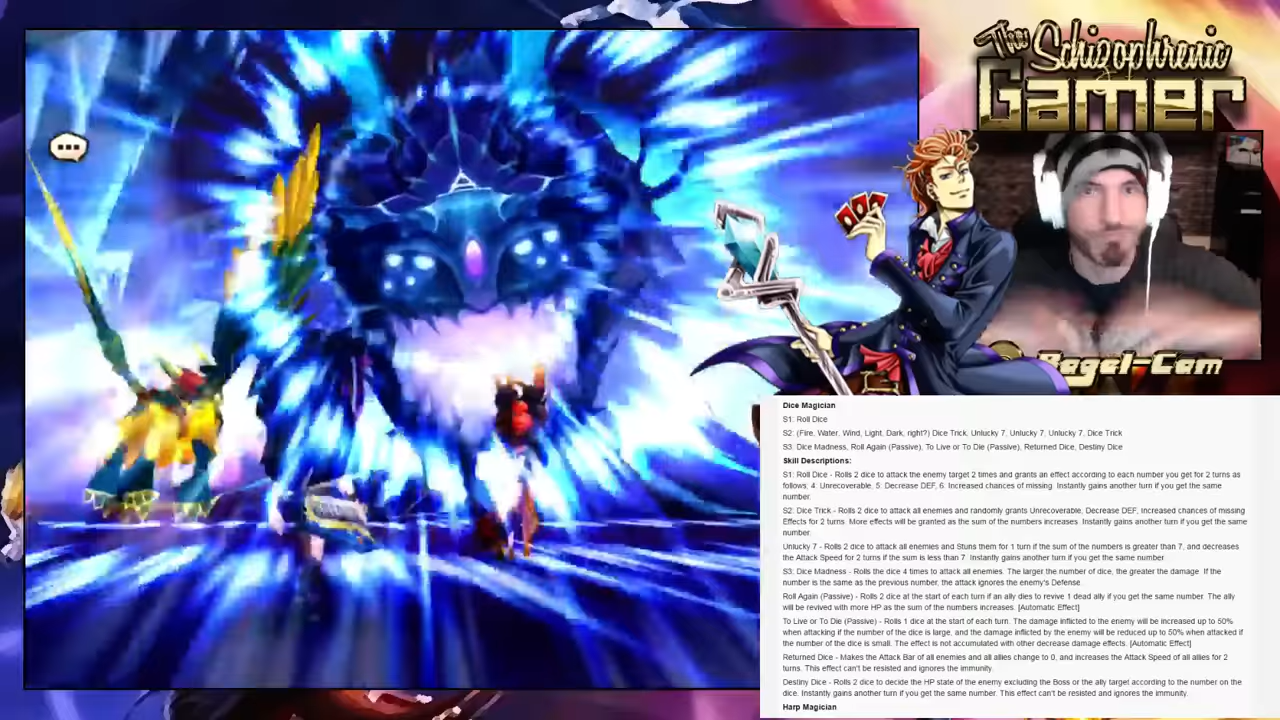 The Schizophrenic
Gamer
Bagel-Cam
Dice Magician
S1: Roll Dice
S2: (Fire, Water, Wind, Light, Dark, right?) Dice Trick, Unlucky 7, Unlucky 7, Unlucky 7, Dice Trick
S3: Dice Madness, Roll Again (Passive), To Live or To Die (Passive), Returned Dice, Destiny Dice
Skill Descriptions:
S1: Roll Dice - Rolls 2 dice to attack the enemy target 2 times and grants an effect according to each number you get for 2 turns as
follows; 4: Unrecoverable, 5: Decrease DEF, 6: Increased chances of missing. Instantly gains another turn if you get the same
number.
S2: Dice Trick - Rolls 2 dice to attack all enemies and randomly grants Unrecoverable, Decrease DEF, Increased chances of missing
Effects for 2 turns. More effects will be granted as the sum of the numbers increases. Instantly gains another turn if you get the same
number.
Unlucky 7 - Rolls 2 dice to attack all enemies and Stuns them for 1 turn if the sum of the numbers is greater than 7, and decreases
the Attack Speed for 2 turns if the sum is less than 7. Instantly gains another turn if you get the same number
S3: Dice Madness - Rolls the dice 4 times to attack all enemies. The larger the number of dice, the greater the damage. If the
number is the same as the previous number, the attack ignores the enemy's Defense.
Roll Again (Passive) - Rolls 2 dice at the start of each turn if an ally dies to revive 1 dead ally if you get the same number. The ally
will be revived with more HP as the sum of the numbers increases. [Automatic Effect]
To Live or To Die (Passive) - Rolls 1 dice at the start of each turn. The damage inflicted to the enemy will be increased up to 50%
when attacking if the number of the dice is large, and the damage inflicted by the enemy will be reduced up to 50% when attacked if
the number of the dice is small. The effect is not accumulated with other decrease damage effects. [Automatic Effect]
Returned Dice - Makes the Attack Bar of all enemies and all allies change to 0, and increases the Attack Speed of all allies for 2
turns. This effect can't be resisted and ignores the immunity.
Destiny Dice - Rolls 2 dice to decide the HP state of the enemy excluding the Boss or the ally target according to the number on the
dice. Instantly gains another turn if you get the same number. This effect can't be resisted and ignores the immunity.
Harp Magician